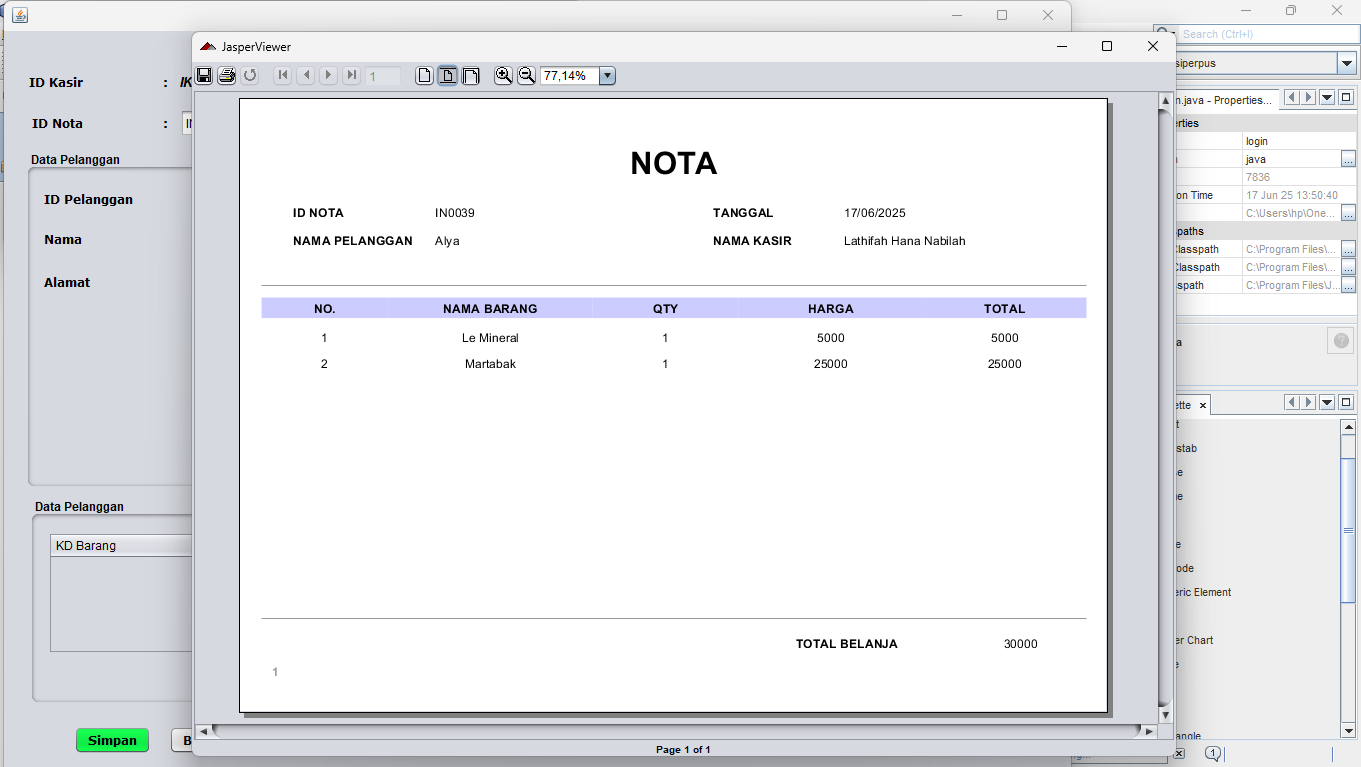 JasperViewer
Search (Ctrl+I)
77,14%
1
ID Kasir :
ID Nota :
Data Pelanggan
ID Pelanggan
Nama
Alamat
Data Pelanggan
KD Barang
Simpan
NOTA
ID NOTA IN0039 TANGGAL 17/06/2025
NAMA PELANGGAN Alya NAMA KASIR Lathifah Hana Nabilah
NO. NAMA BARANG QTY HARGA TOTAL
1 Le Mineral 1 5000 5000
2 Martabak 1 25000 25000
TOTAL BELANJA 30000
1
Page 1 of 1
siperpus
n.java - Properties...
erties
login
java
7836
on Time 17 Jun 25 13:50:40
C:\Users\hp\One...
spaths
Classpath C:\Program Files\...
Classpath C:\Program Files\...
sspath C:\Program Files\J...
a
ette
stab
ode
eric Element
er Chart
angle
1